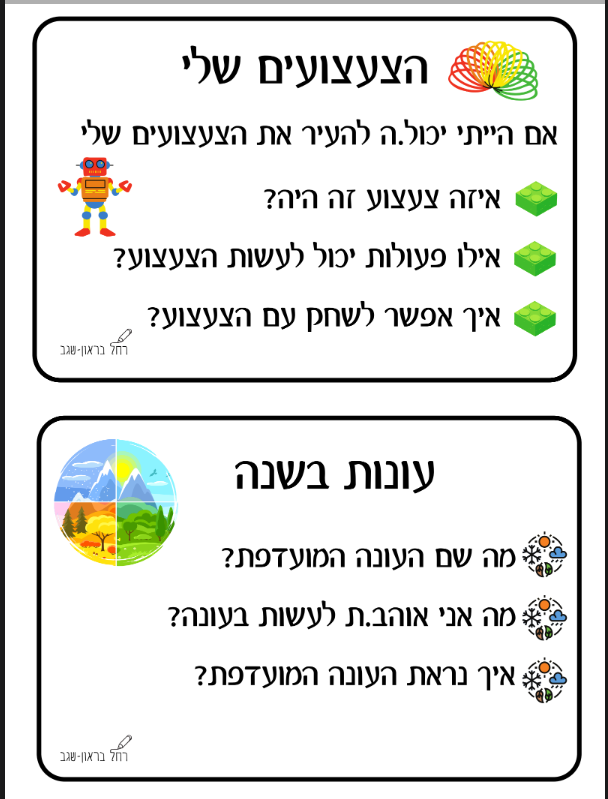 הצעצועים שלי
אם הייתי יכול.ה להעיר את הצעצועים שלי
איזה צעצוע זה היה?
אילו פעולות יכול לעשות הצעצוע?
איך אפשר לשחק עם הצעצוע?
רחל בראון-שגב
עונות בשנה
מה שם העונה המועדפת?
מה אני אוהב.ת לעשות בעונה?
איך נראת העונה המועדפת?
רחל בראון-שגב